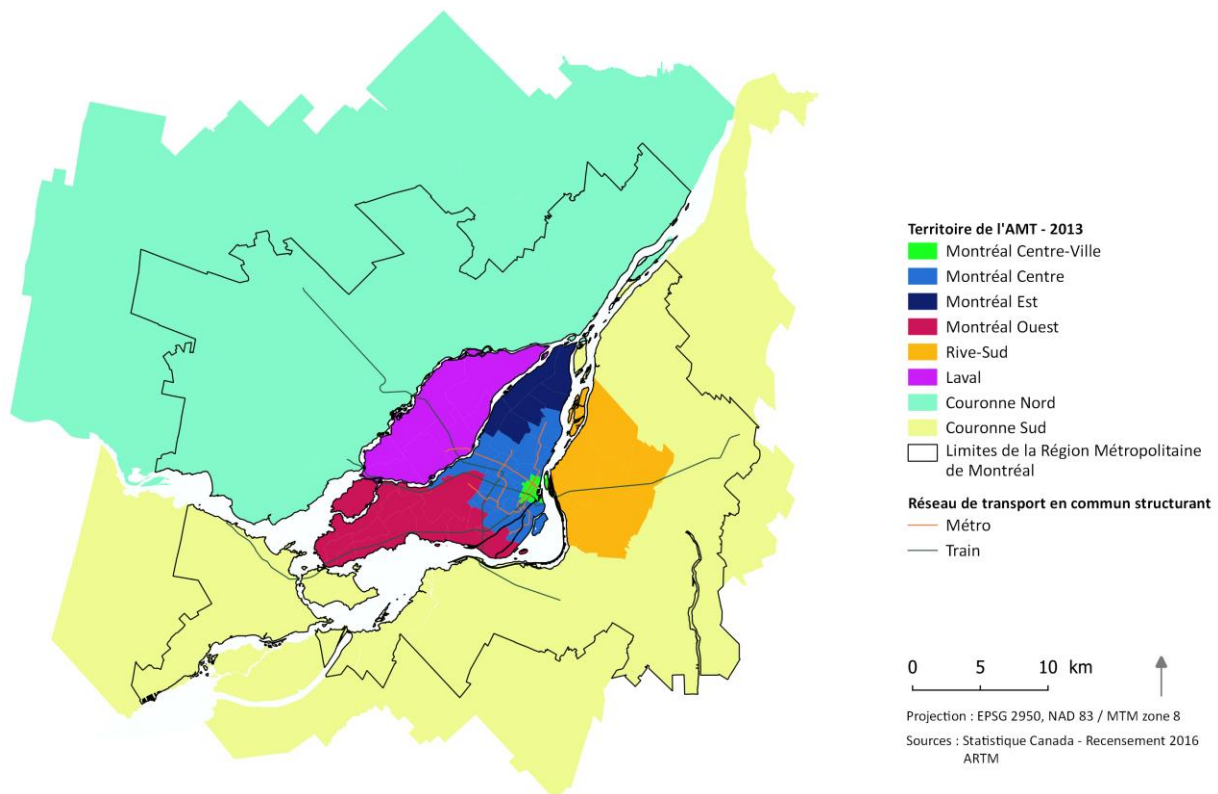 Territoire de l'AMT - 2013
Montréal Centre-Ville
Montréal Centre
Montréal Est
Montréal Ouest
Rive-Sud
Laval
Couronne Nord
Couronne Sud
Limites de la Région Métropolitaine
de Montréal
Réseau de transport en commun structurant
Métro
Train
0 5 10 km
Projection : EPSG 2950, NAD 83 / MTM zone 8
Sources : Statistique Canada - Recensement 2016
ARTM